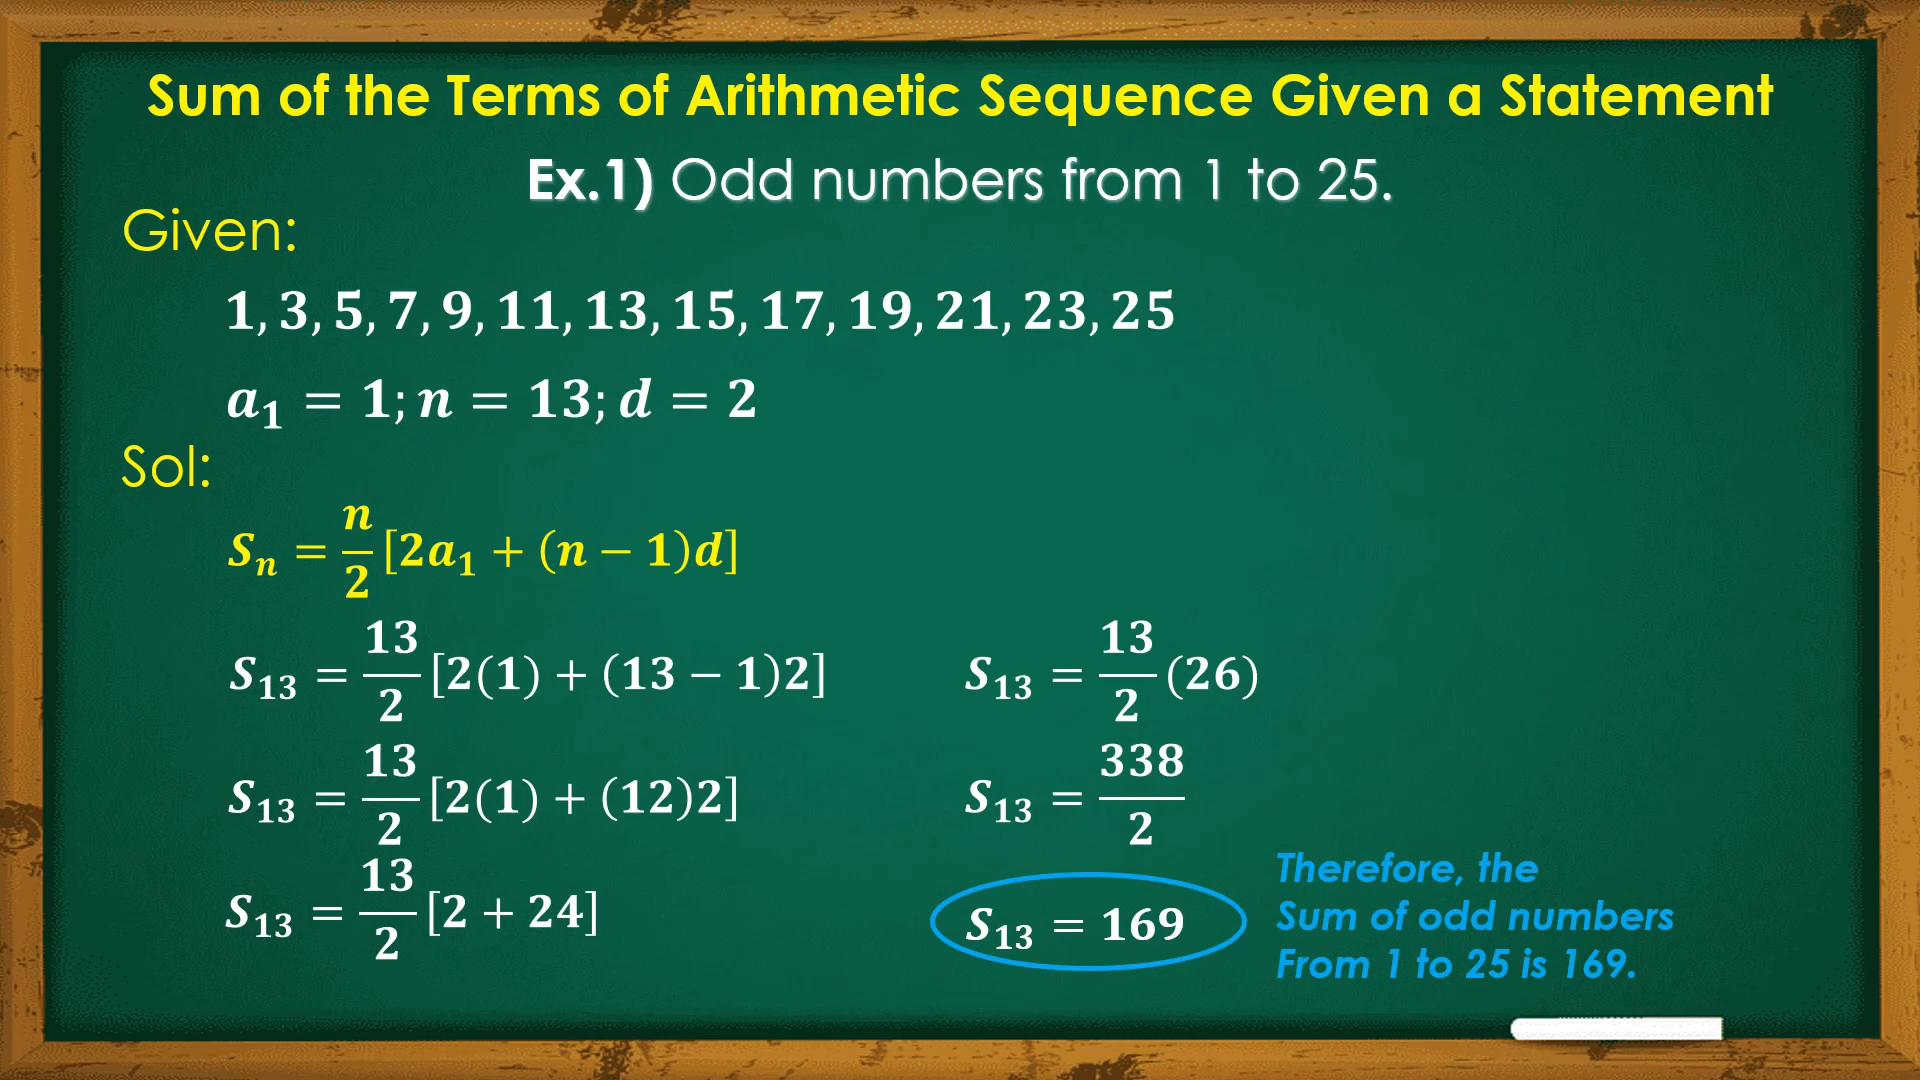 Sum of the Terms of Arithmetic Sequence Given a Statement
Ex.1) Odd numbers from 1 to 25.
Given:
1, 3, 5, 7, 9, 11, 13, 15, 17, 19, 21, 23, 25
a₁ = 1; n = 13; d = 2
Sol:
Sₙ = n/2 [2a₁ + (n − 1)d]
S₁₃ = 13/2 [2(1) + (13 − 1)2]
S₁₃ = 13/2 [2(1) + (12)2]
S₁₃ = 13/2 [2 + 24]
S₁₃ = 13/2 (26)
S₁₃ = 338/2
S₁₃ = 169
Therefore, the
Sum of odd numbers
From 1 to 25 is 169.